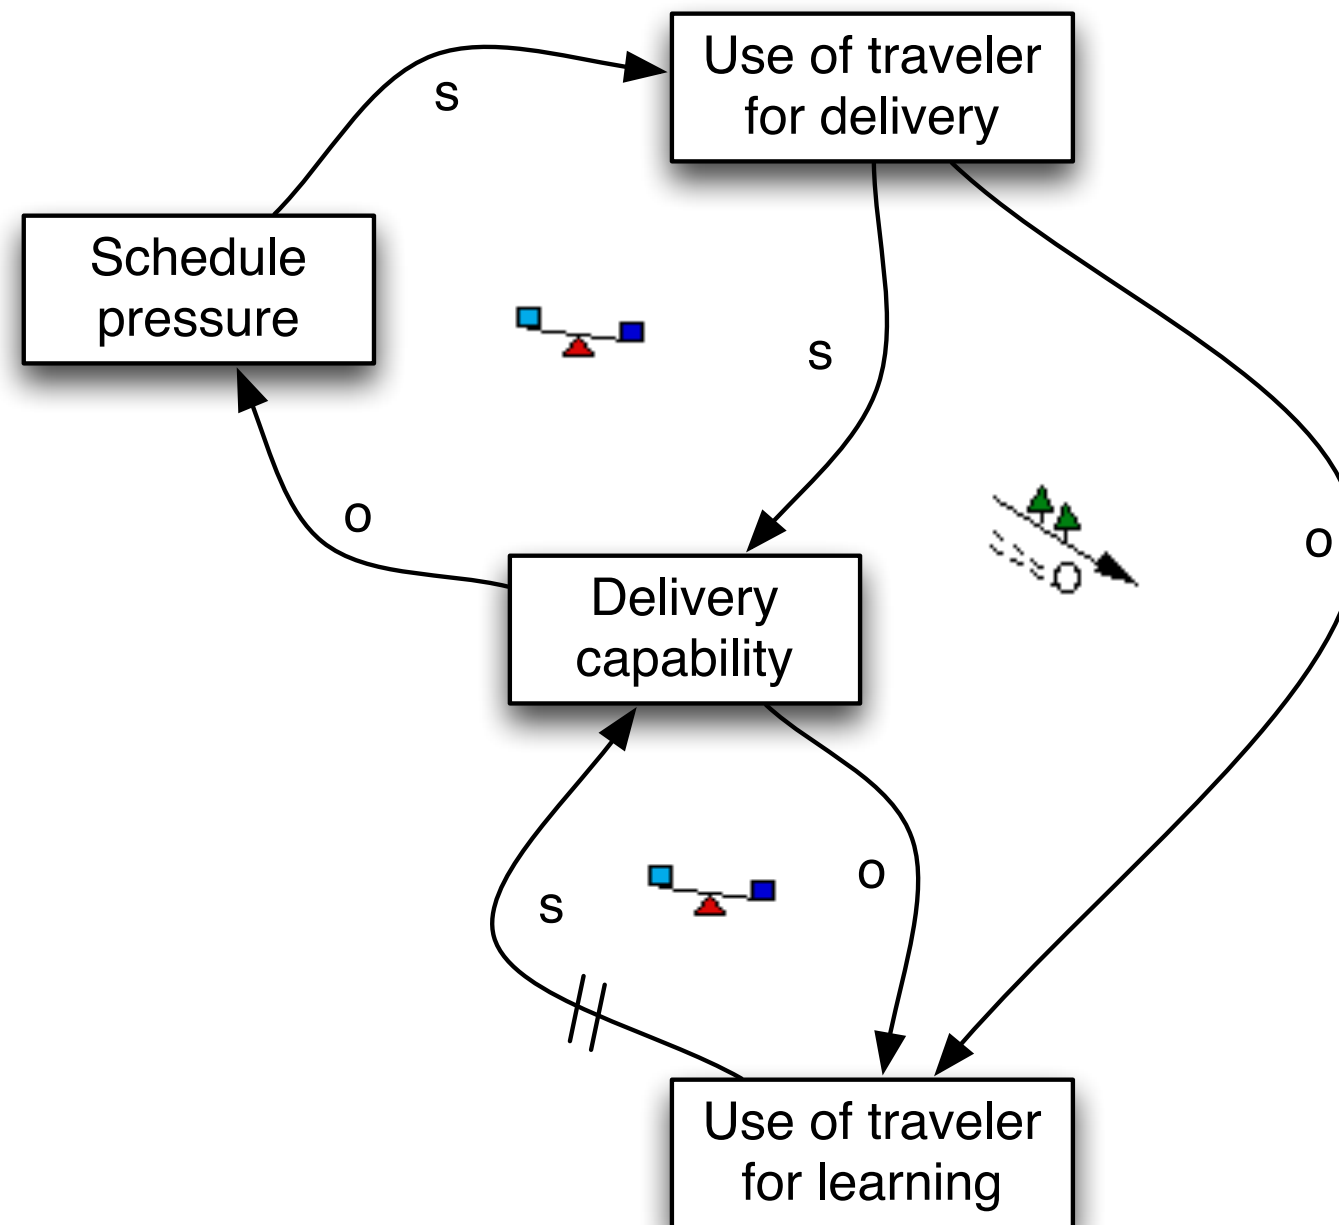 Use of traveler
for delivery
s
Schedule
pressure
s
o
o
Delivery
capability
s
o
Use of traveler
for learning